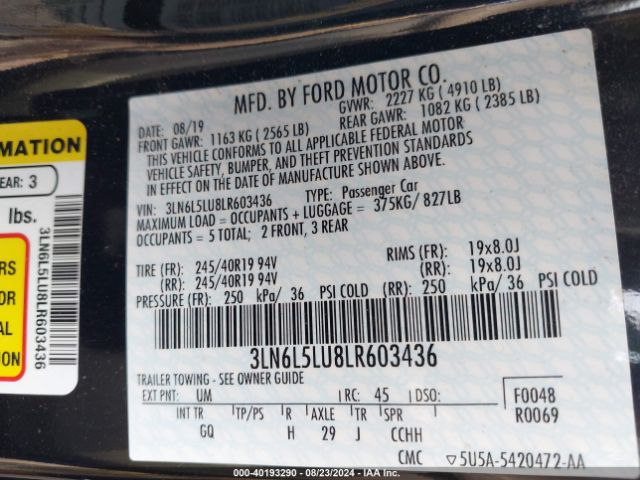 MFD. BY FORD MOTOR CO.
DATE: 08/19 GVWR: 2227 KG ( 4910 LB)
FRONT GAWR: 1163 KG ( 2565 LB) REAR GAWR: 1082 KG ( 2385 LB)
THIS VEHICLE CONFORMS TO ALL APPLICABLE FEDERAL MOTOR
VEHICLE SAFETY, BUMPER, AND THEFT PREVENTION STANDARDS
IN EFFECT ON THE DATE OF MANUFACTURE SHOWN ABOVE
VIN: 3LN6L5LU8LR603436 TYPE: Passenger Car
MAXIMUM LOAD = OCCUPANTS + LUGGAGE = 375KG/ 827LB
OCCUPANTS = 5 TOTAL; 2 FRONT, 3 REAR
TIRE (FR): 245/40R19 94V RIMS (FR): 19x8.0J
(RR): 245/40R19 94V (RR): 19x8.0J
PRESSURE (FR): 250 kPa/ 36 PSI COLD (RR): 250 kPa/ 36 PSI COLD
3LN6L5LU8LR603436
TRAILER TOWING - SEE OWNER GUIDE
EXT PNT: UM RC: 45 DSO: F0048
INT TR TP/PS R AXLE TR SPR R0069
GQ H 29 J CCHH
CMC ▽5U5A-5420472-AA
RMATION
EAR: 3
lbs.
3LN6L5LU8LR603436
RS
OR
AL
ION
© - 40193290 - 08/23/2024 - IAA Inc.